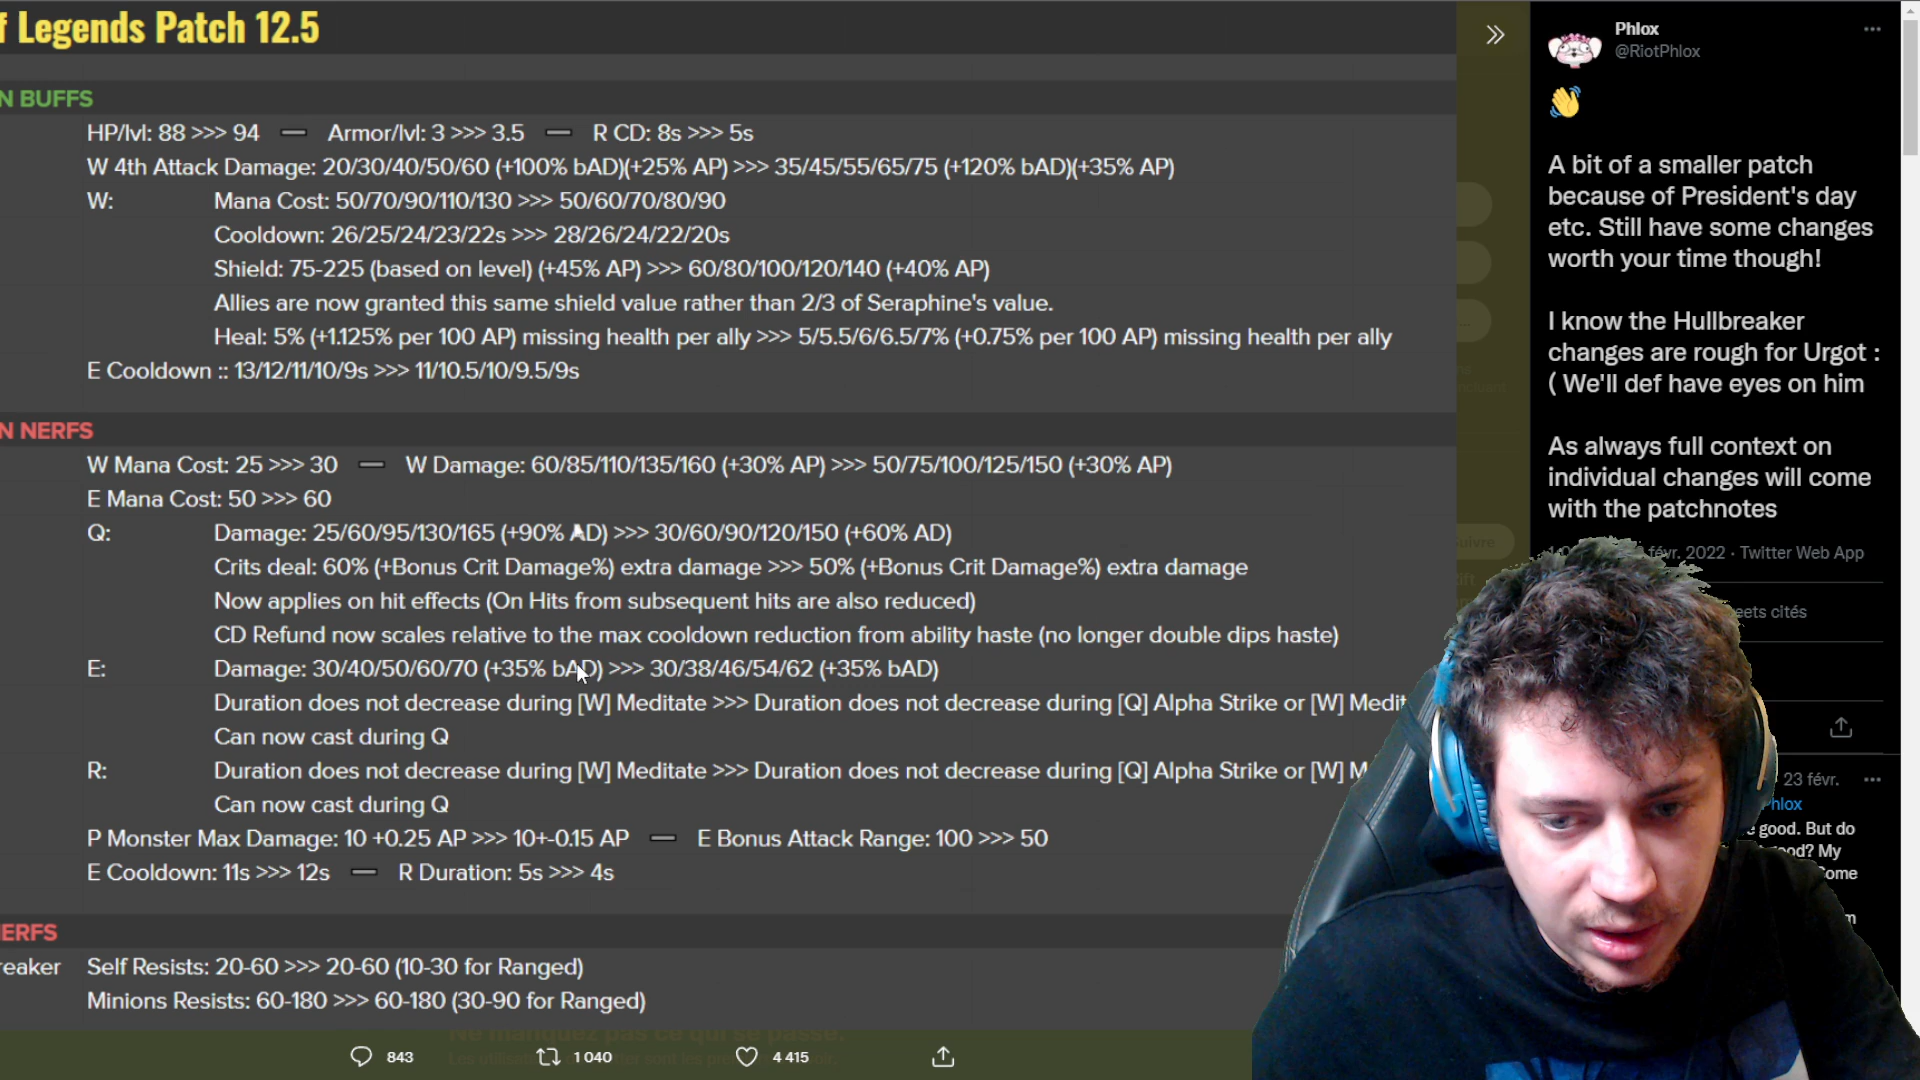 f Legends Patch 12.5
N BUFFS
HP/lvl: 88 >>> 94 — Armor/lvl: 3 >>> 3.5 — R CD: 8s >>> 5s
W 4th Attack Damage: 20/30/40/50/60 (+100% bAD)(+25% AP) >>> 35/45/55/65/75 (+120% bAD)(+35% AP)
W: Mana Cost: 50/70/90/110/130 >>> 50/60/70/80/90
Cooldown: 26/25/24/23/22s >>> 28/26/24/22/20s
Shield: 75-225 (based on level) (+45% AP) >>> 60/80/100/120/140 (+40% AP)
Allies are now granted this same shield value rather than 2/3 of Seraphine's value.
Heal: 5% (+1.125% per 100 AP) missing health per ally >>> 5/5.5/6/6.5/7% (+0.75% per 100 AP) missing health per ally
E Cooldown :: 13/12/11/10/9s >>> 11/10.5/10/9.5/9s
N NERFS
W Mana Cost: 25 >>> 30 — W Damage: 60/85/110/135/160 (+30% AP) >>> 50/75/100/125/150 (+30% AP)
E Mana Cost: 50 >>> 60
Q: Damage: 25/60/95/130/165 (+90% AD) >>> 30/60/90/120/150 (+60% AD)
Crits deal: 60% (+Bonus Crit Damage%) extra damage >>> 50% (+Bonus Crit Damage%) extra damage
Now applies on hit effects (On Hits from subsequent hits are also reduced)
CD Refund now scales relative to the max cooldown reduction from ability haste (no longer double dips haste)
E: Damage: 30/40/50/60/70 (+35% bAD) >>> 30/38/46/54/62 (+35% bAD)
Duration does not decrease during [W] Meditate >>> Duration does not decrease during [Q] Alpha Strike or [W] Medit
Can now cast during Q
R: Duration does not decrease during [W] Meditate >>> Duration does not decrease during [Q] Alpha Strike or [W] M
Can now cast during Q
P Monster Max Damage: 10 +0.25 AP >>> 10+-0.15 AP — E Bonus Attack Range: 100 >>> 50
E Cooldown: 11s >>> 12s — R Duration: 5s >>> 4s
ERFS
reaker Self Resists: 20-60 >>> 20-60 (10-30 for Ranged)
Minions Resists: 60-180 >>> 60-180 (30-90 for Ranged)
Ne manquez pas ce qui se passe.
843 1 040 4 415
Phlox
@RiotPhlox
👋
A bit of a smaller patch
because of President's day
etc. Still have some changes
worth your time though!
I know the Hullbreaker
changes are rough for Urgot :
( We'll def have eyes on him
As always full context on
individual changes will come
with the patchnotes
févr. 2022 · Twitter Web App
eets cités
23 févr.
Phlox
e good. But do
ood? My
Come
m